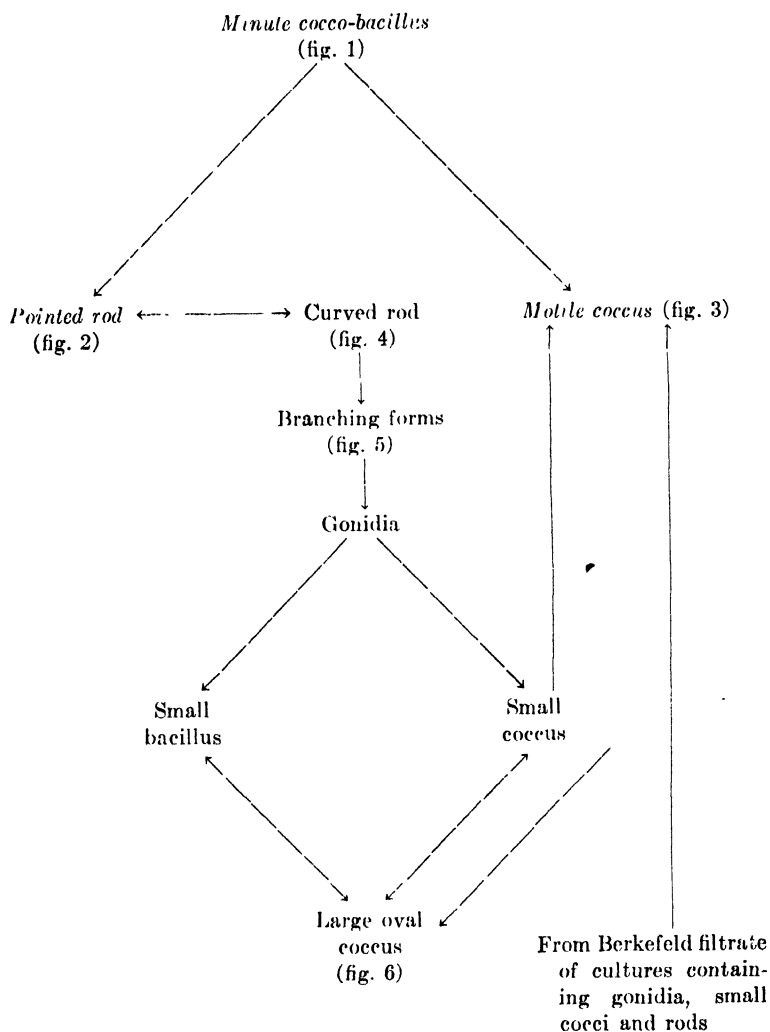 Minute cocco-bacillus
(fig. 1)
Pointed rod
(fig. 2)
Curved rod
(fig. 4)
Motile coccus (fig. 3)
Branching forms
(fig. 5)
Gonidia
Small
bacillus
Small
coccus
Large oval
coccus
(fig. 6)
From Berkefeld filtrate
of cultures contain-
ing gonidia, small
cocci and rods